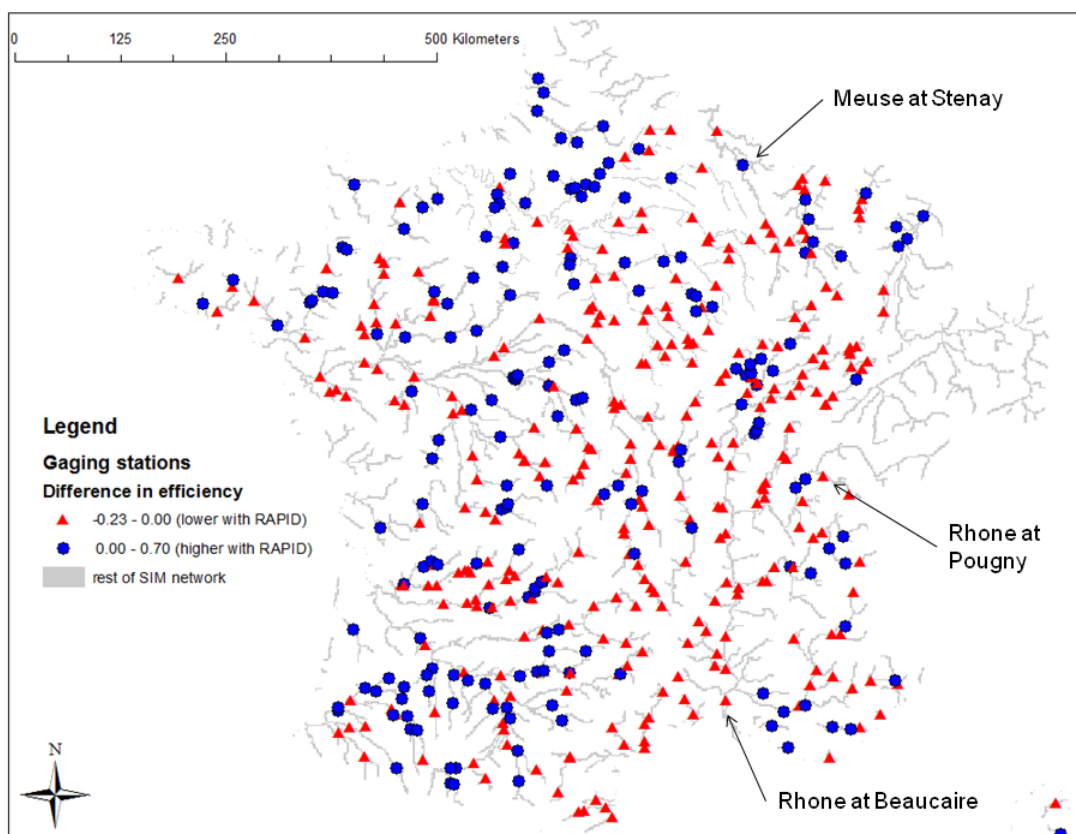 0 125 250 500 Kilometers
Meuse at Stenay
Legend
Gaging stations
Difference in efficiency
-0.23 - 0.00 (lower with RAPID)
0.00 - 0.70 (higher with RAPID)
rest of SIM network
Rhone at
Pougny
N
Rhone at Beaucaire